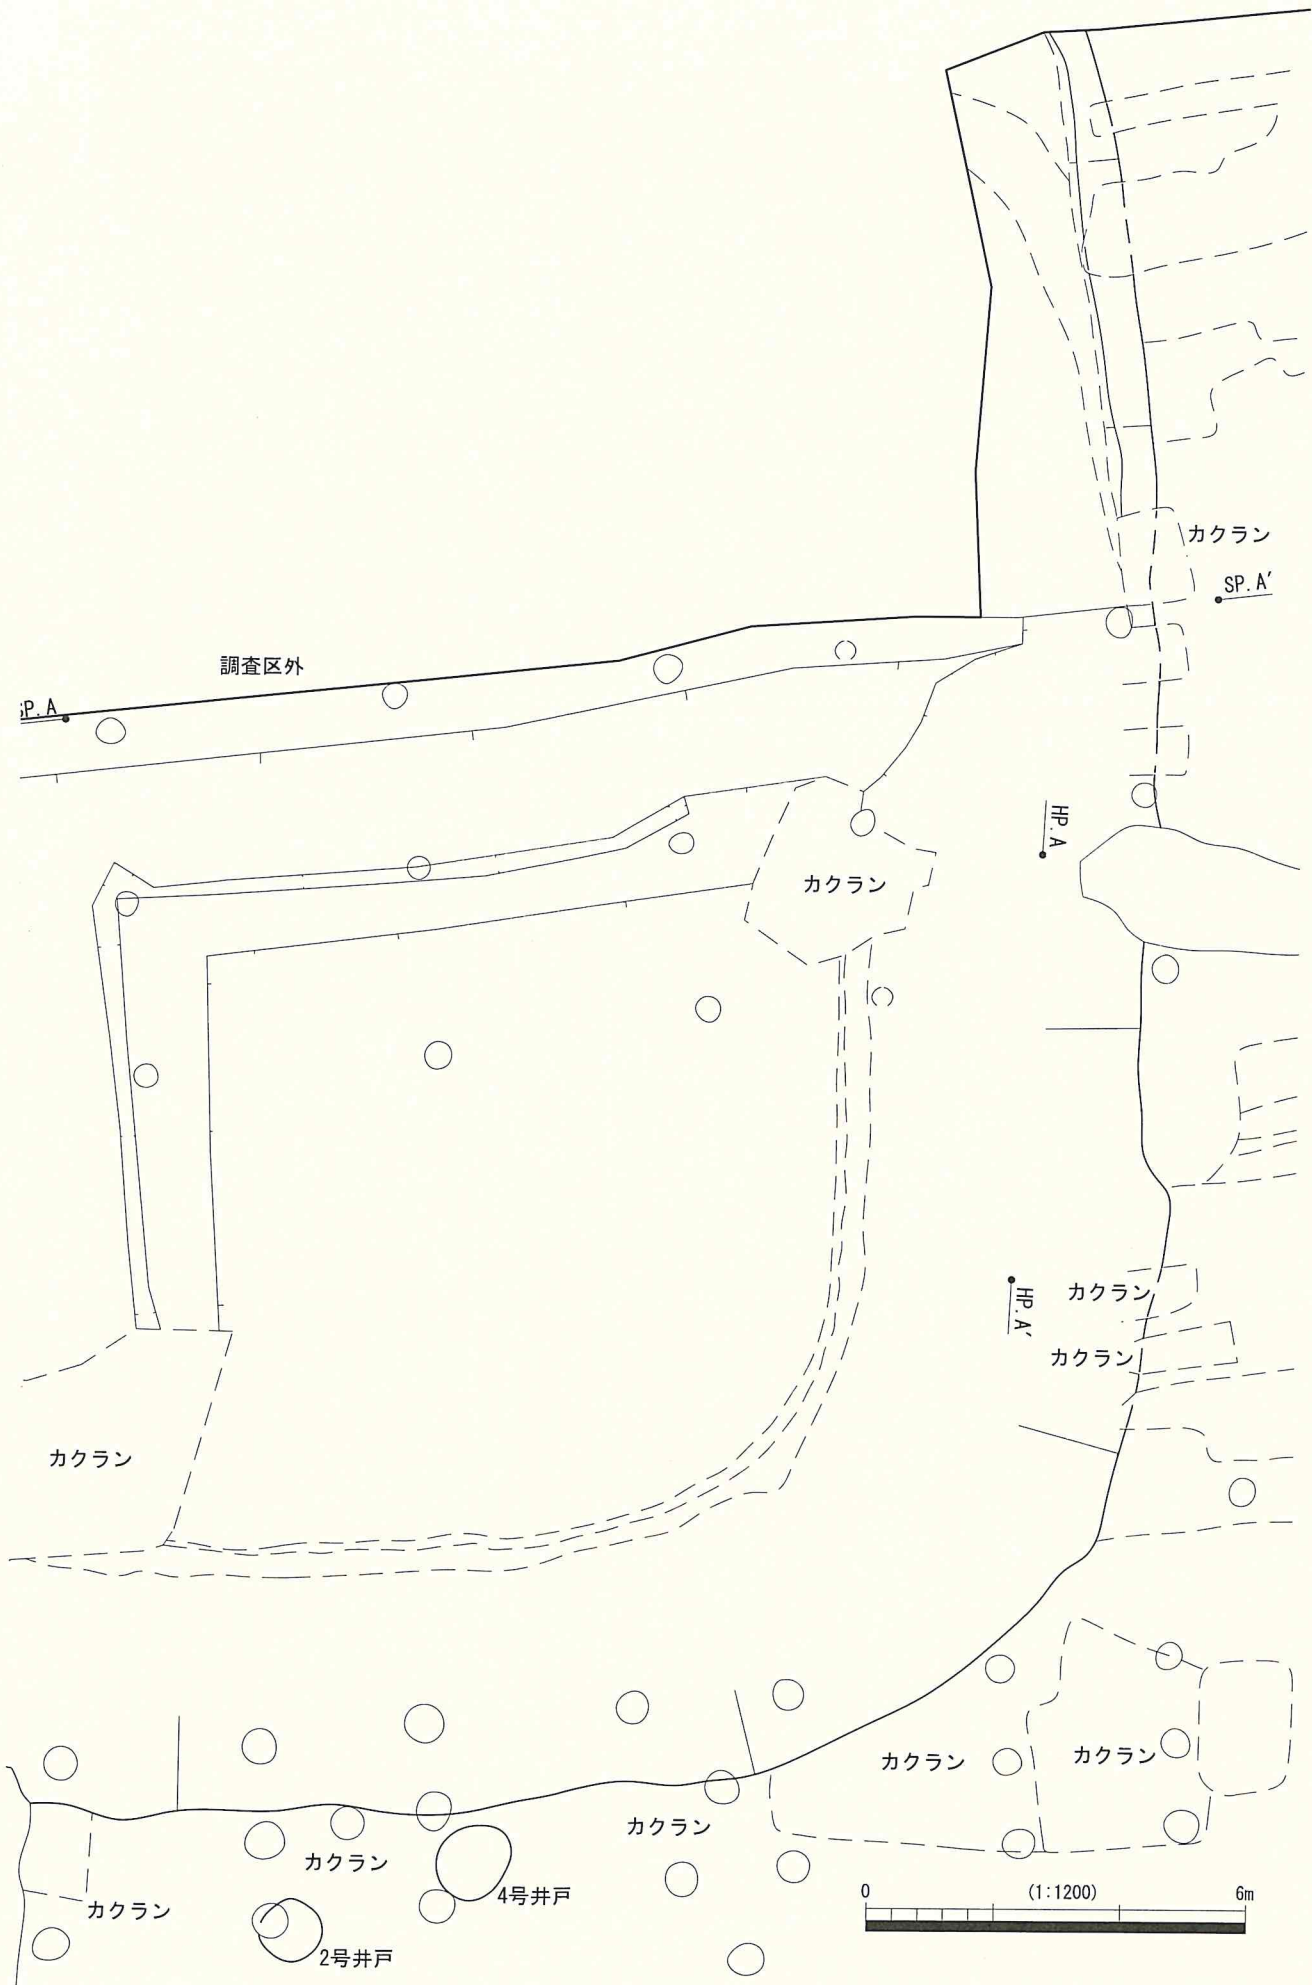 カクラン
SP. A′
調査区外
SP. A
HP. A
カクラン
HP. A′
カクラン
カクラン
カクラン
カクラン
カクラン
カクラン
カクラン
4号井戸
カクラン
2号井戸
0 (1:1200) 6m